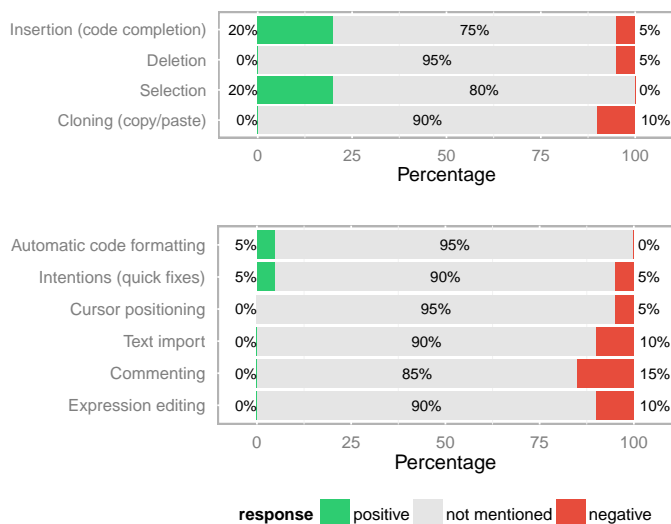 Insertion (code completion) 20% 75% 5%
Deletion 0% 95% 5%
Selection 20% 80% 0%
Cloning (copy/paste) 0% 90% 10%
0 25 50 75 100
Percentage
Automatic code formatting 5% 95% 0%
Intentions (quick fixes) 5% 90% 5%
Cursor positioning 0% 95% 5%
Text import 0% 90% 10%
Commenting 0% 85% 15%
Expression editing 0% 90% 10%
0 25 50 75 100
Percentage
response positive not mentioned negative